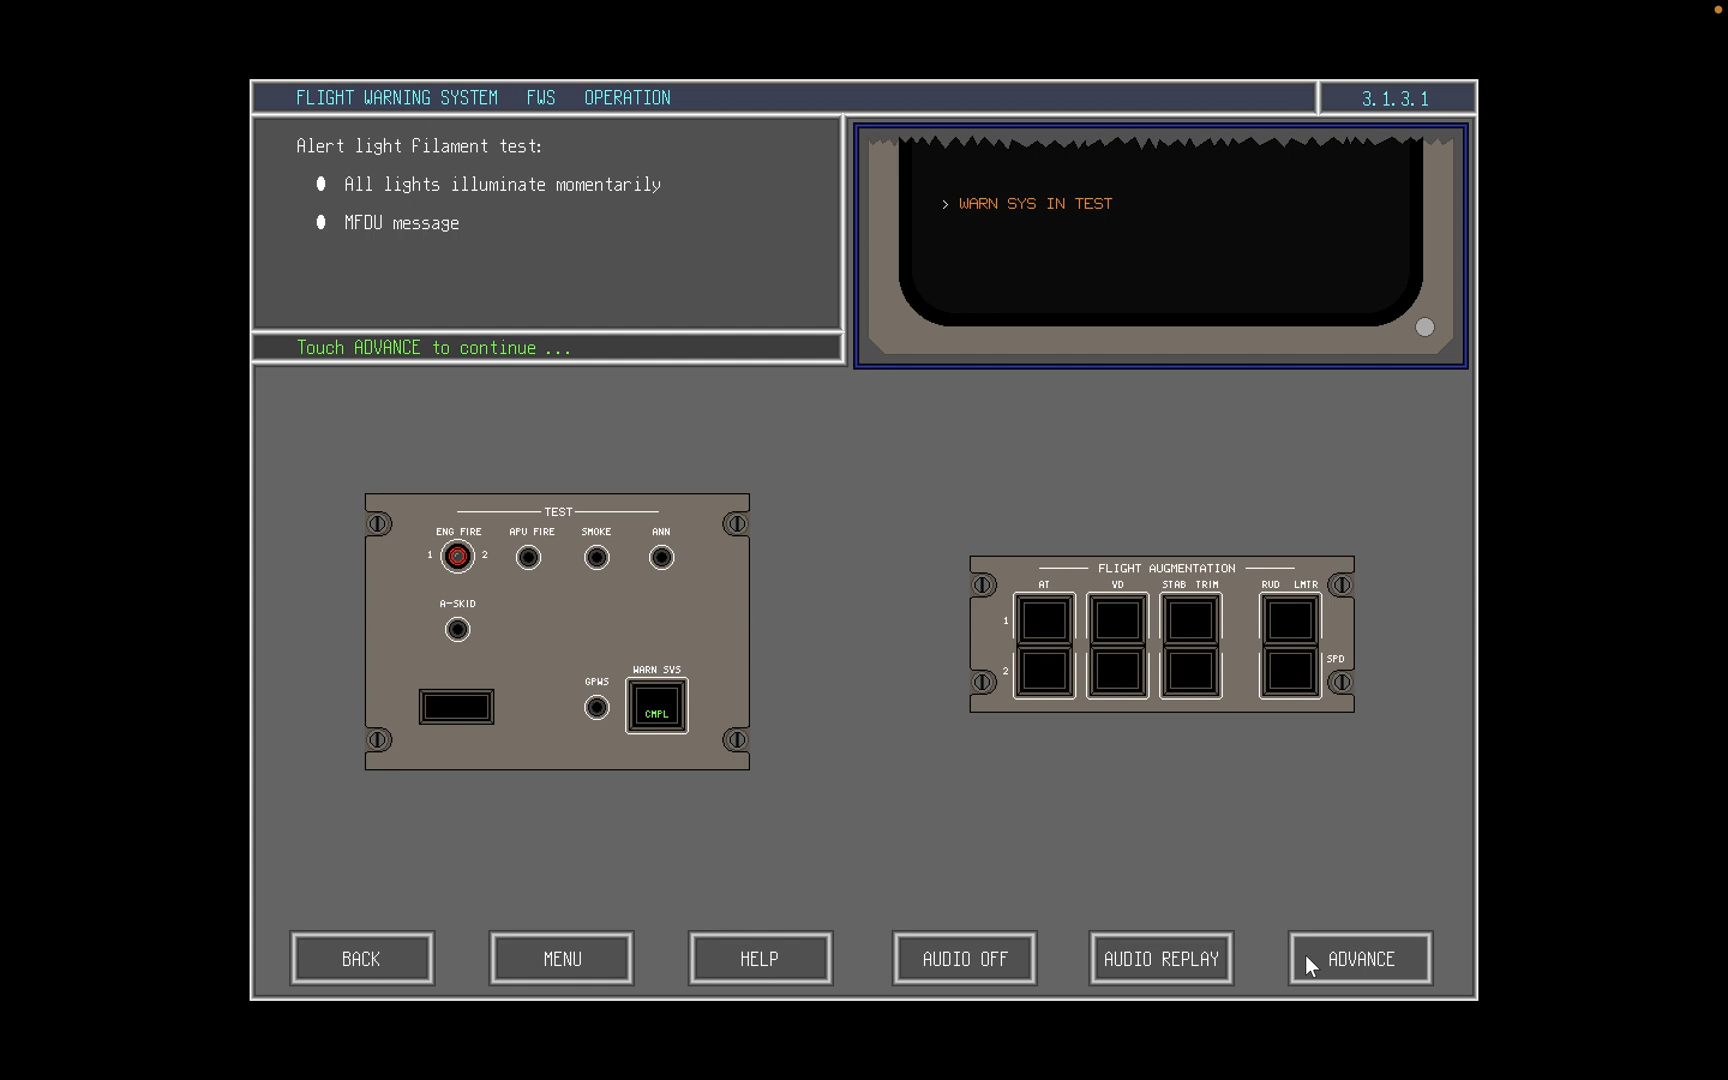 FLIGHT WARNING SYSTEM FWS OPERATION
3.1.3.1
Alert light filament test:
All lights illuminate momentarily
MFDU message
> WARN SYS IN TEST
Touch ADVANCE to continue ...
TEST
ENG FIRE APU FIRE SMOKE ANN
1 2
A-SKID
GPWS
WARN SYS
CMPL
FLIGHT AUGMENTATION
AT VD STAB TRIM RUD LMTR
1
2
SPD
BACK MENU HELP AUDIO OFF AUDIO REPLAY ADVANCE